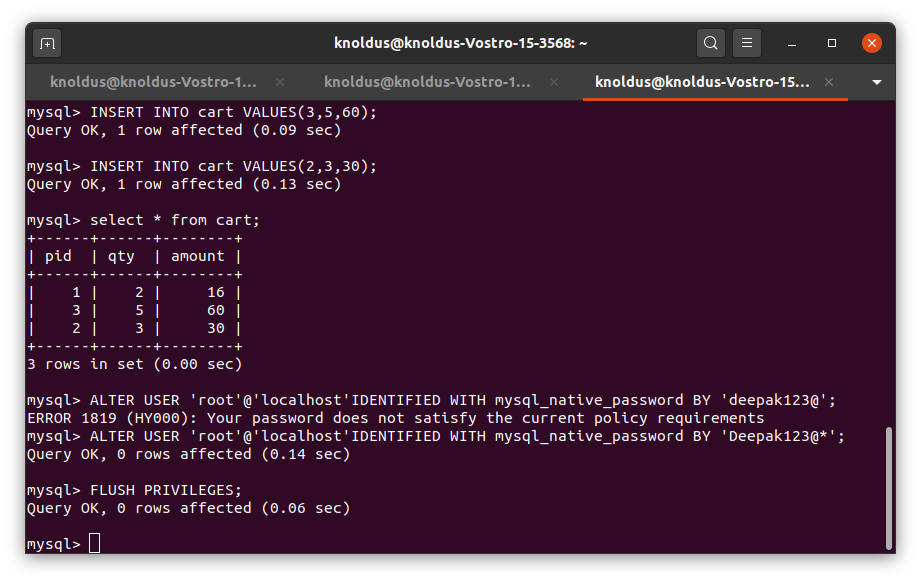 knoldus@knoldus-Vostro-15-3568: ~
knoldus@knoldus-Vostro-1... × knoldus@knoldus-Vostro-1... × knoldus@knoldus-Vostro-15... ×
mysql> INSERT INTO cart VALUES(3,5,60);
Query OK, 1 row affected (0.09 sec)

mysql> INSERT INTO cart VALUES(2,3,30);
Query OK, 1 row affected (0.13 sec)

mysql> select * from cart;
+------+------+--------+
| pid  | qty  | amount |
+------+------+--------+
|    1 |    2 |     16 |
|    3 |    5 |     60 |
|    2 |    3 |     30 |
+------+------+--------+
3 rows in set (0.00 sec)

mysql> ALTER USER 'root'@'localhost'IDENTIFIED WITH mysql_native_password BY 'deepak123@';
ERROR 1819 (HY000): Your password does not satisfy the current policy requirements
mysql> ALTER USER 'root'@'localhost'IDENTIFIED WITH mysql_native_password BY 'Deepak123@*';
Query OK, 0 rows affected (0.14 sec)

mysql> FLUSH PRIVILEGES;
Query OK, 0 rows affected (0.06 sec)

mysql>